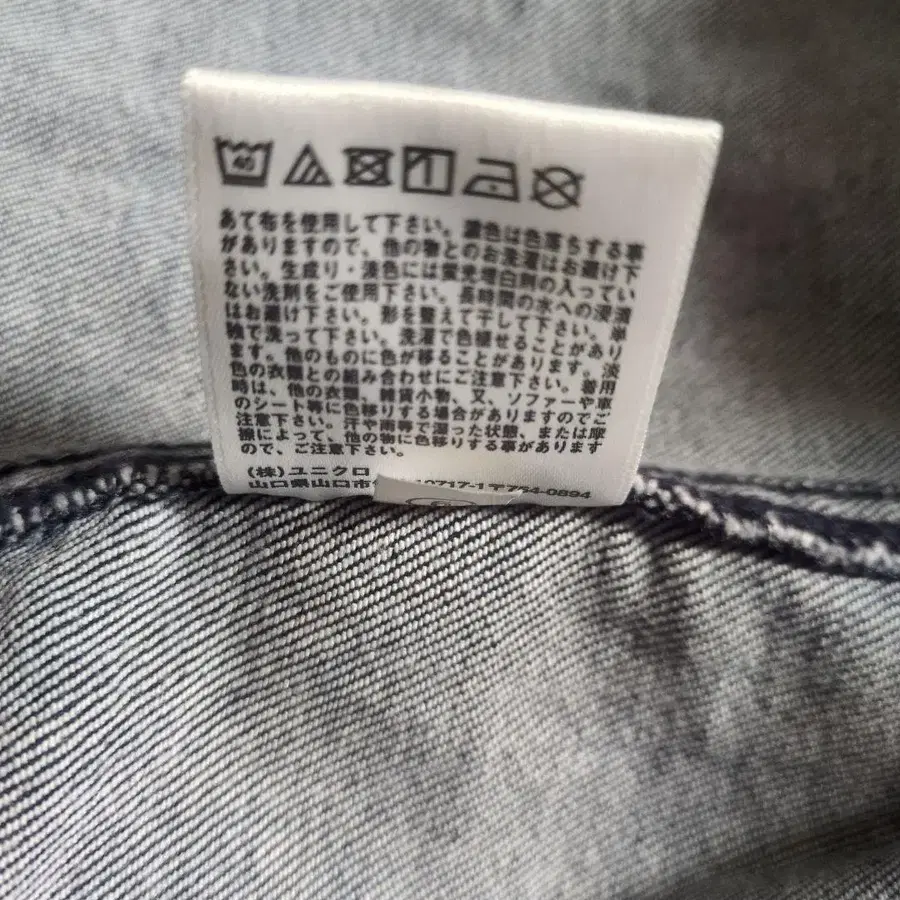 40
あて布を使用して下さい。濃色は色落ちする事
がありますので、他の物とのお洗濯はお避け下
さい。生成り・淡色には蛍光増白剤の入ってい
ない洗剤をご使用下さい。長時間の水への浸漬
はお避け下さい。形を整えて干して下さい。単
独で洗って下さい。洗濯で色褪せることがあり
ます。他のものに色が移ることがあります。淡
色の衣類との組み合わせにご注意下さい。着用
時は、他の衣類、雑貨小物、又、ソファーや車
のシート等に色移りする場合がありますのでご
注意下さい。汗や雨等で湿った状態、または摩
擦によって、他の物に色移りする事があります
ので、ご注意下さい。
(株)ユニクロ
山口県山口市 10717-1 〒754-0894